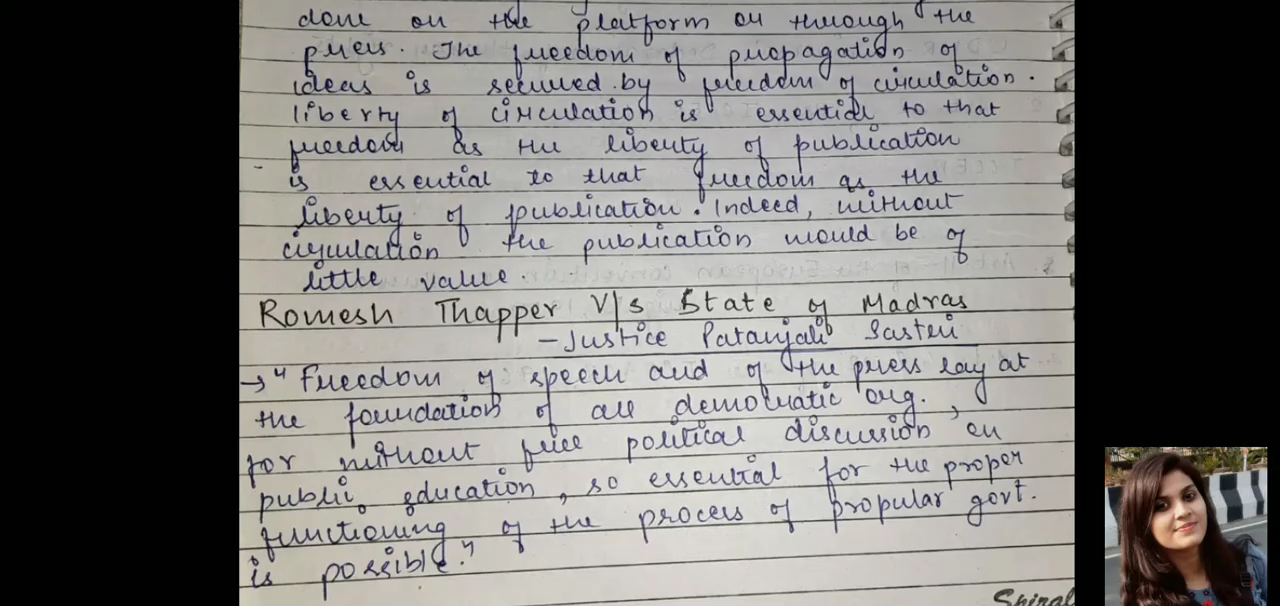 done on the platform or through the
press. The freedom of propagation of
ideas is secured by freedom of circulation.
liberty of circulation is essential to that
freedom as the liberty of publication
is essential to that freedom as the
liberty of publication. Indeed, without
circulation the publication would be of
little value.
Romesh Thapper V/s State of Madras
- Justice Patanjali Sastri
→ " Freedom of speech and of the press lay at
the foundation of all democratic org.,
for without free political discussion on
public education, so essential for the proper
functioning of the process of propular govt.
is possible."
Spiral